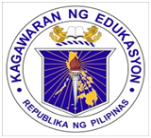 KAGAWARAN NG EDUKASYON
REPUBLIKA NG PILIPINAS